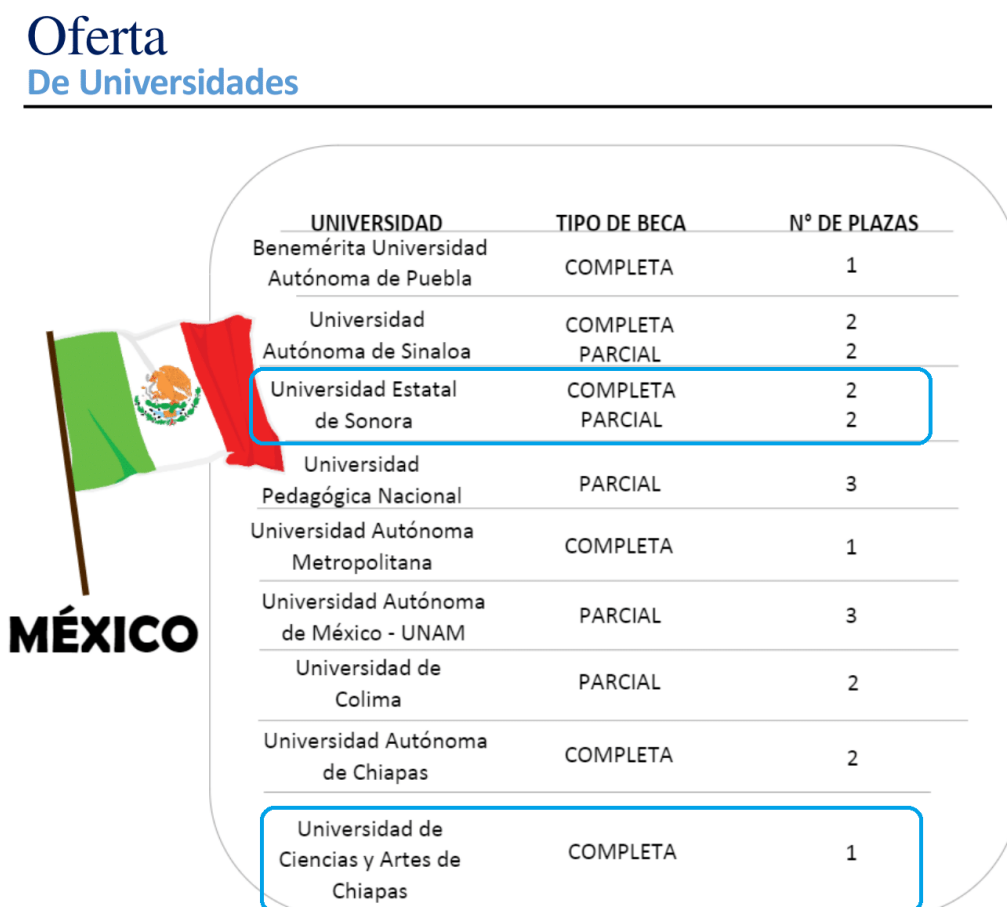 Oferta
De Universidades
UNIVERSIDAD TIPO DE BECA N° DE PLAZAS
Benemérita Universidad
Autónoma de Puebla COMPLETA 1
Universidad COMPLETA 2
Autónoma de Sinaloa PARCIAL 2
Universidad Estatal COMPLETA 2
de Sonora PARCIAL 2
Universidad
Pedagógica Nacional PARCIAL 3
Universidad Autónoma
Metropolitana COMPLETA 1
Universidad Autónoma
de México - UNAM PARCIAL 3
Universidad de
Colima PARCIAL 2
Universidad Autónoma
de Chiapas COMPLETA 2
Universidad de
Ciencias y Artes de COMPLETA 1
Chiapas
MÉXICO